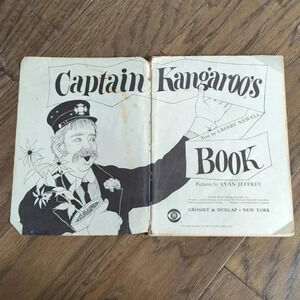 Captain Kangaroo's
Text by CROSBY NEWELL
BOOK
Pictures by EVAN JEFFREY
GROSSET & DUNLAP • NEW YORK